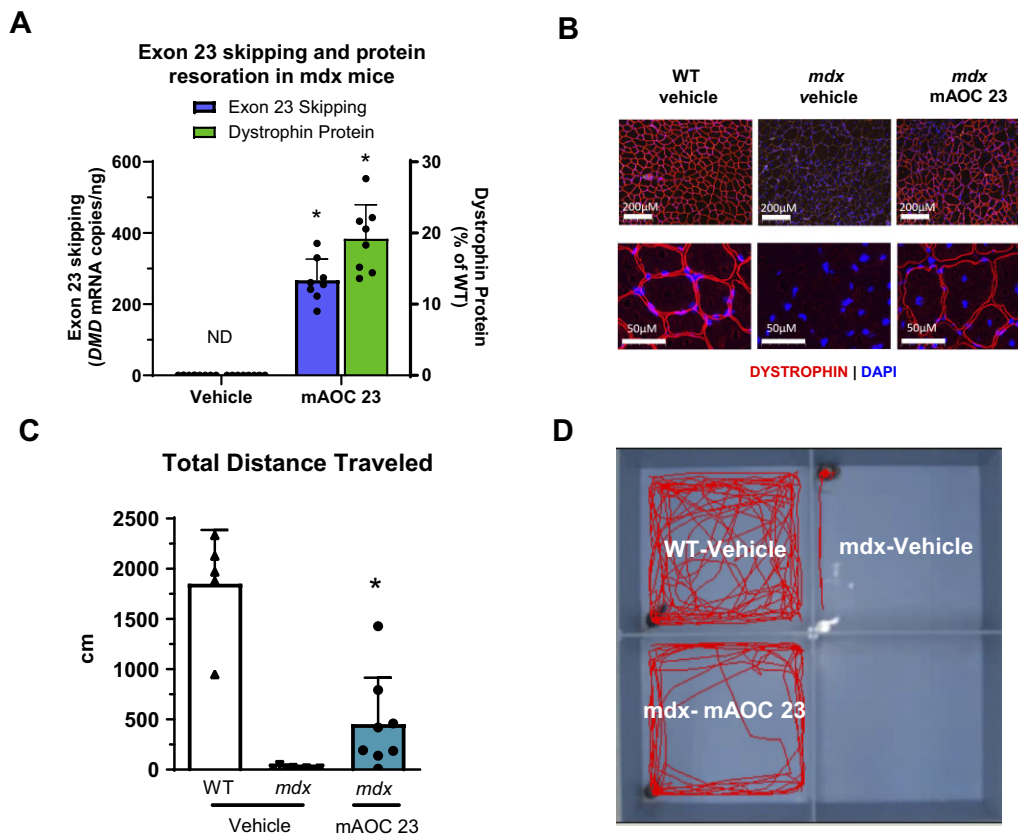 A
Exon 23 skipping and protein
resoration in mdx mice
Exon 23 Skipping
Dystrophin Protein
Exon 23 skipping
(DMD mRNA copies/ng)
600
400
200
0
ND
*
*
30
20
10
0
Dystrophin Protein
(% of WT)
Vehicle
mAOC 23
B
WT
vehicle
mdx
vehicle
mdx
mAOC 23
200μM
200μM
200μM
50μM
50μM
50μM
DYSTROPHIN | DAPI
C
Total Distance Traveled
cm
2500
2000
1500
1000
500
0
*
WT
mdx
mdx
Vehicle
mAOC 23
D
WT-Vehicle
mdx-Vehicle
mdx- mAOC 23